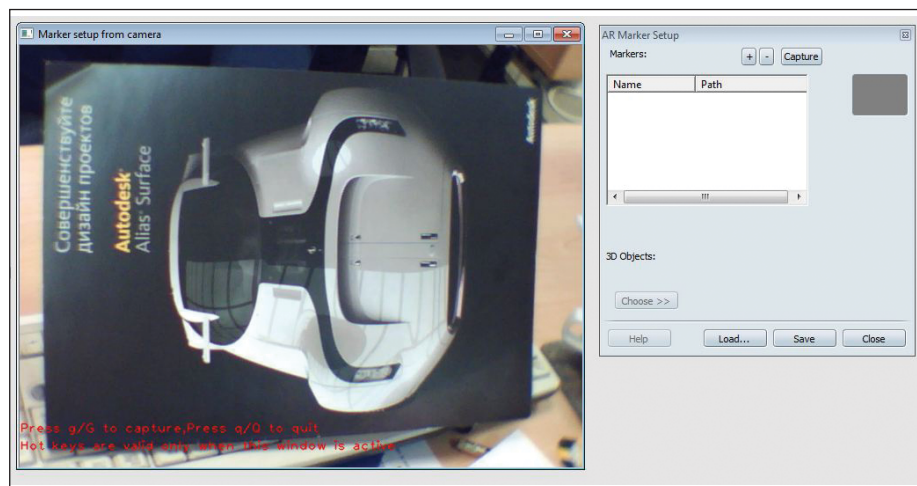 Marker setup from camera
Совершенствуйте
дизайн проектов
Autodesk®
Alias® Surface
Autodesk
Press g/G to capture,Press q/Q to quit
Hot keys are valid only when this window is active
AR Marker Setup
Markers:
+ - Capture
Name Path
3D Objects:
Choose >>
Help Load... Save Close